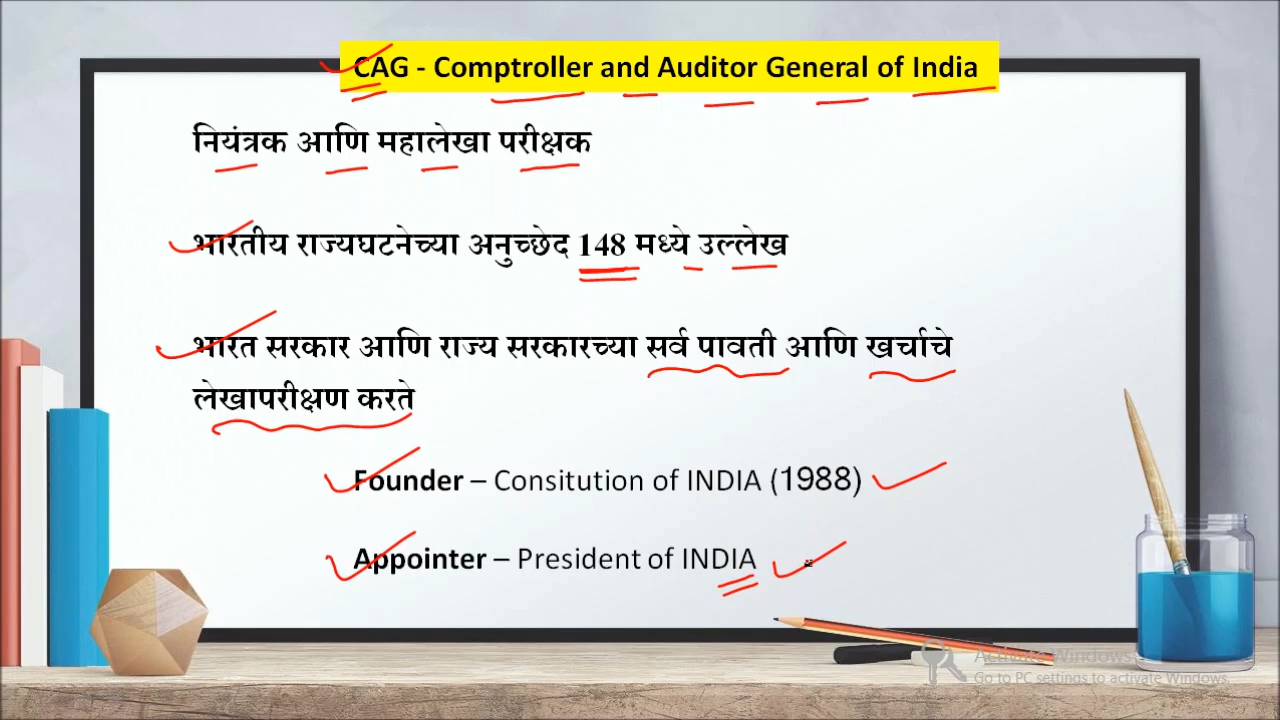 CAG - Comptroller and Auditor General of India
नियंत्रक आणि महालेखा परीक्षक
भारतीय राज्यघटनेच्या अनुच्छेद 148 मध्ये उल्लेख
भारत सरकार आणि राज्य सरकारच्या सर्व पावती आणि खर्चाचे
लेखापरीक्षण करते
Founder – Consitution of INDIA (1988)
Appointer – President of INDIA
Activate Windows
Go to PC settings to activate Windows.